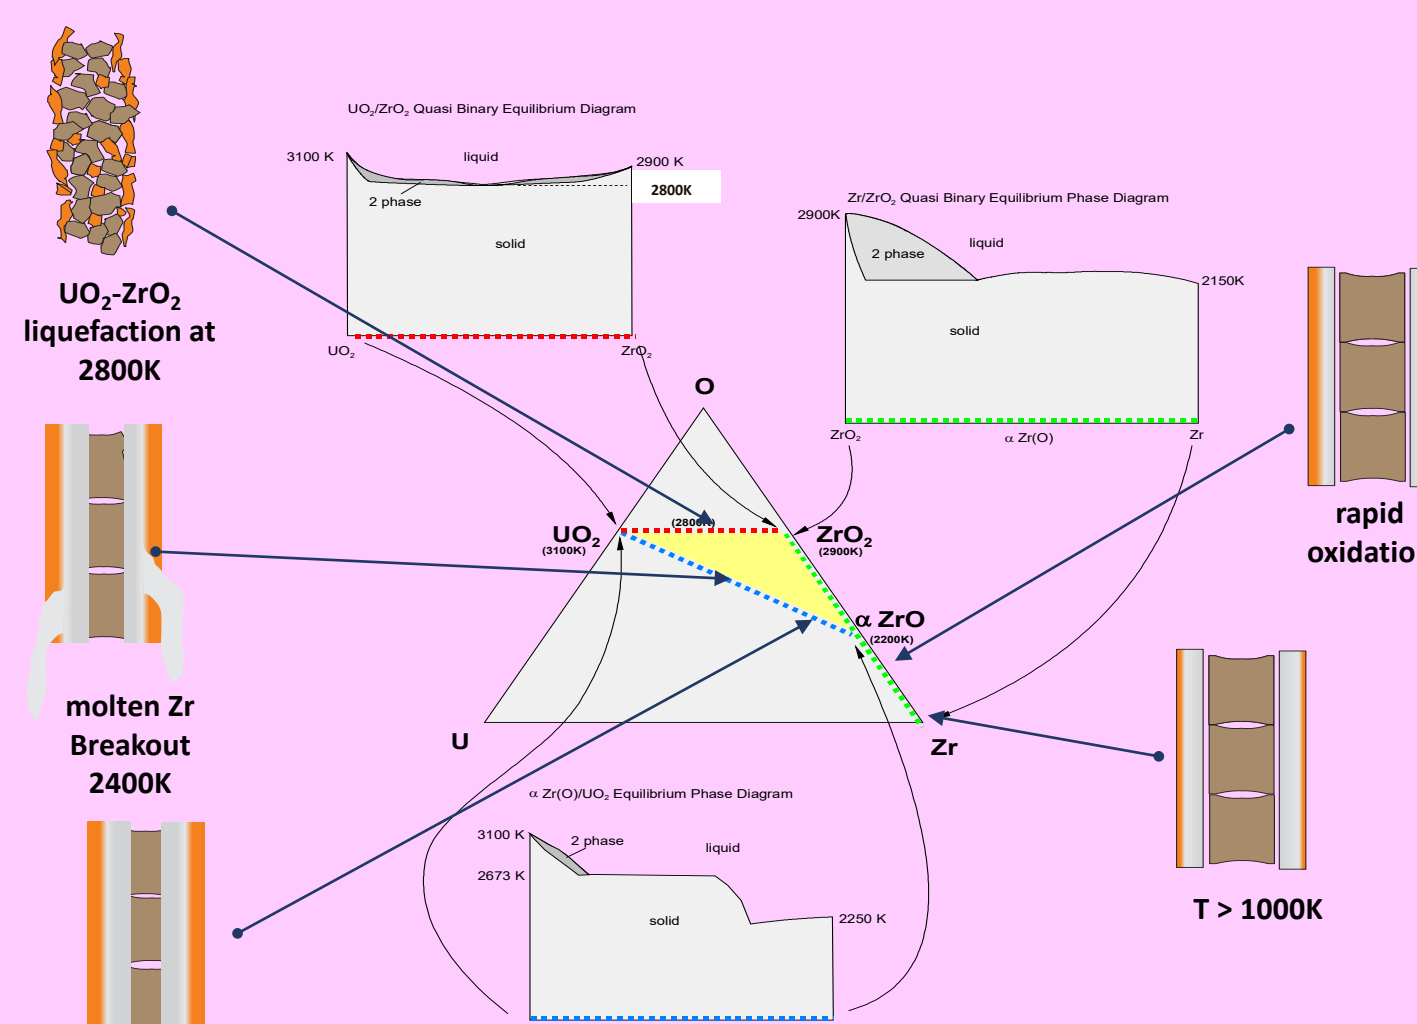 UO₂/ZrO₂ Quasi Binary Equilibrium Diagram
3100 K
liquid
2900 K
2800K
2 phase
solid
UO₂
ZrO₂
UO₂-ZrO₂
liquefaction at
2800K
Zr/ZrO₂ Quasi Binary Equilibrium Phase Diagram
2900K
liquid
2 phase
2150K
solid
ZrO₂
α Zr(O)
Zr
rapid
oxidatio
O
(2800K)
UO₂
(3100K)
ZrO₂
(2900K)
α ZrO
(2200K)
U
Zr
molten Zr
Breakout
2400K
T > 1000K
α Zr(O)/UO₂ Equilibrium Phase Diagram
3100 K
2 phase
liquid
2673 K
solid
2250 K